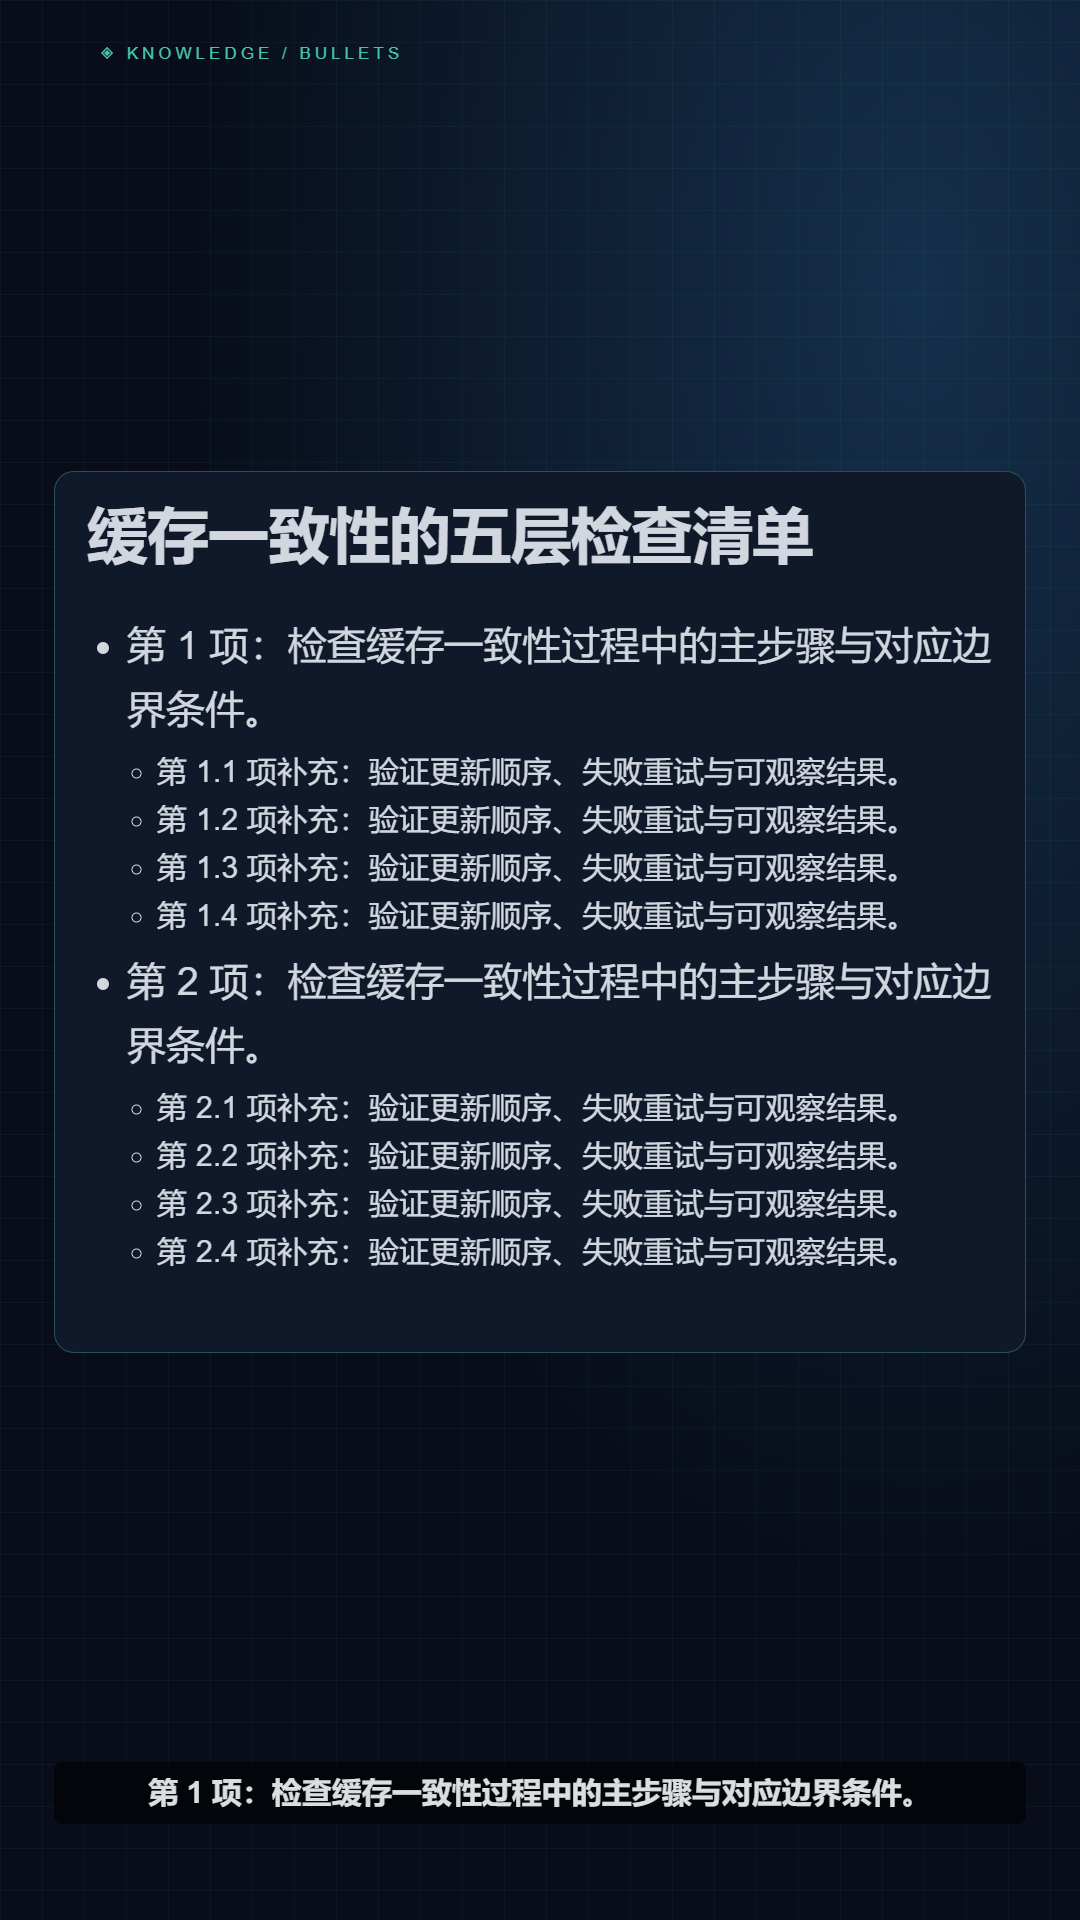 ◈ KNOWLEDGE / BULLETS
缓存一致性的五层检查清单
• 第 1 项：检查缓存一致性过程中的主步骤与对应边
界条件。
◦ 第 1.1 项补充：验证更新顺序、失败重试与可观察结果。
◦ 第 1.2 项补充：验证更新顺序、失败重试与可观察结果。
◦ 第 1.3 项补充：验证更新顺序、失败重试与可观察结果。
◦ 第 1.4 项补充：验证更新顺序、失败重试与可观察结果。
• 第 2 项：检查缓存一致性过程中的主步骤与对应边
界条件。
◦ 第 2.1 项补充：验证更新顺序、失败重试与可观察结果。
◦ 第 2.2 项补充：验证更新顺序、失败重试与可观察结果。
◦ 第 2.3 项补充：验证更新顺序、失败重试与可观察结果。
◦ 第 2.4 项补充：验证更新顺序、失败重试与可观察结果。
第 1 项：检查缓存一致性过程中的主步骤与对应边界条件。